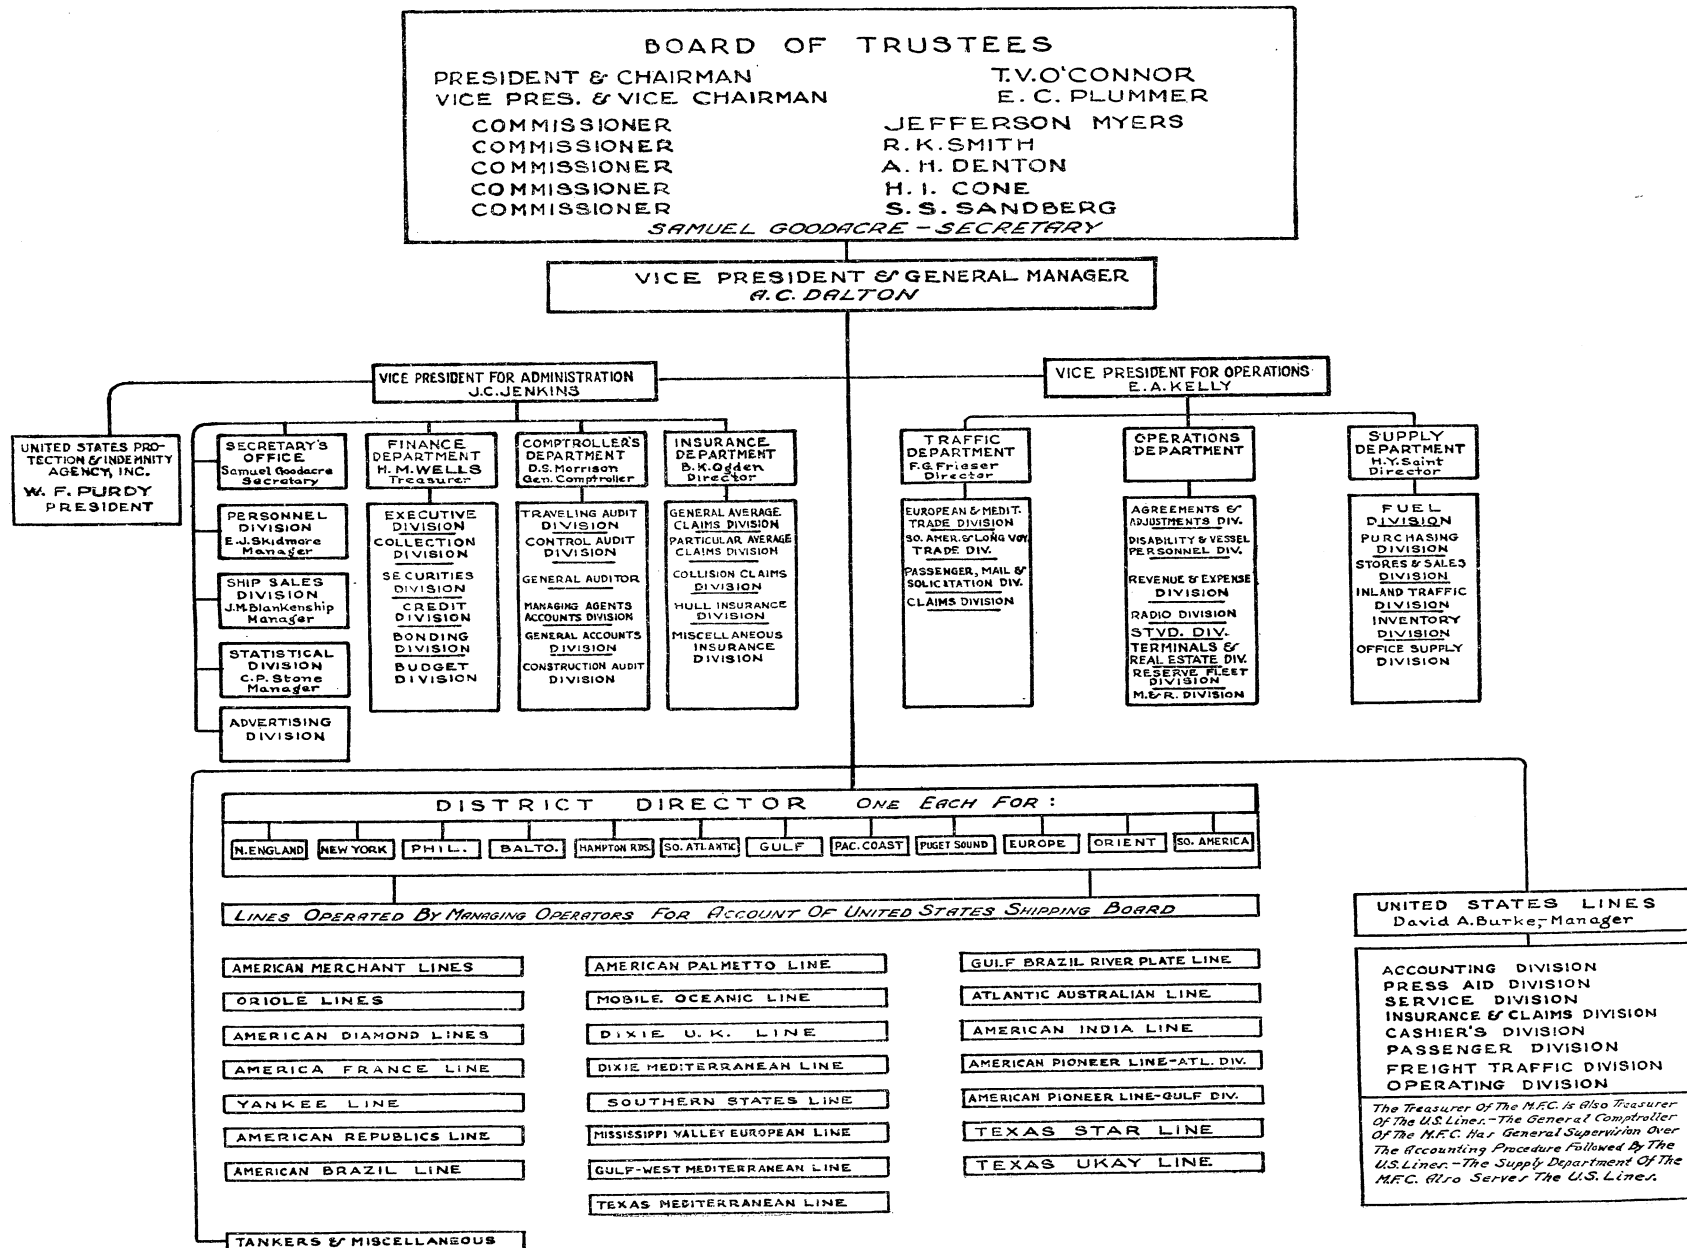 BOARD OF TRUSTEES
PRESIDENT & CHAIRMAN T.V.O'CONNOR
VICE PRES. & VICE CHAIRMAN E. C. PLUMMER
COMMISSIONER JEFFERSON MYERS
COMMISSIONER R.K.SMITH
COMMISSIONER A. H. DENTON
COMMISSIONER H. I. CONE
COMMISSIONER S. S. SANDBERG
SAMUEL GOODACRE - SECRETARY
VICE PRESIDENT & GENERAL MANAGER
A.C. DALTON
VICE PRESIDENT FOR ADMINISTRATION
J.C.JENKINS
VICE PRESIDENT FOR OPERATIONS
E.A.KELLY
UNITED STATES PRO-
TECTION & INDEMNITY
AGENCY, INC.
W. F. PURDY
PRESIDENT
SECRETARY'S
OFFICE
Samuel Goodacre
Secretary
PERSONNEL
DIVISION
E.J.Skidmore
Manager
SHIP SALES
DIVISION
J.M.Blankenship
Manager
STATISTICAL
DIVISION
C.P. Stone
Manager
ADVERTISING
DIVISION
FINANCE
DEPARTMENT
H.M.WELLS
Treasurer
EXECUTIVE
DIVISION
COLLECTION
DIVISION
SECURITIES
DIVISION
CREDIT
DIVISION
BONDING
DIVISION
BUDGET
DIVISION
COMPTROLLER'S
DEPARTMENT
D.S.Morrison
Gen. Comptroller
TRAVELING AUDIT
DIVISION
CONTROL AUDIT
DIVISION
GENERAL AUDITOR
MANAGING AGENTS
ACCOUNTS DIVISION
GENERAL ACCOUNTS
DIVISION
CONSTRUCTION AUDIT
DIVISION
INSURANCE
DEPARTMENT
B.K.Ogden
Director
GENERAL AVERAGE
CLAIMS DIVISION
PARTICULAR AVERAGE
CLAIMS DIVISION
COLLISION CLAIMS
DIVISION
HULL INSURANCE
DIVISION
MISCELLANEOUS
INSURANCE
DIVISION
TRAFFIC
DEPARTMENT
F.G.Frieser
Director
EUROPEAN & MEDIT.
TRADE DIVISION
SO. AMER. & LONG VOY.
TRADE DIV.
PASSENGER, MAIL &
SOLICITATION DIV.
CLAIMS DIVISION
OPERATIONS
DEPARTMENT
AGREEMENTS &
ADJUSTMENTS DIV.
DISABILITY & VESSEL
PERSONNEL DIV.
REVENUE & EXPENSE
DIVISION
RADIO DIVISION
STVD. DIV.
TERMINALS &
REAL ESTATE DIV.
RESERVE FLEET
DIVISION
M.& R. DIVISION
SUPPLY
DEPARTMENT
H.Y.Saint
Director
FUEL
DIVISION
PURCHASING
DIVISION
STORES & SALES
DIVISION
INLAND TRAFFIC
DIVISION
INVENTORY
DIVISION
OFFICE SUPPLY
DIVISION
DISTRICT DIRECTOR ONE EACH FOR :
N.ENGLAND NEW YORK PHIL. BALTO. HAMPTON RDS. SO. ATLANTIC GULF PAC. COAST PUGET SOUND EUROPE ORIENT SO. AMERICA
LINES OPERATED BY MANAGING OPERATORS FOR ACCOUNT OF UNITED STATES SHIPPING BOARD
AMERICAN MERCHANT LINES
ORIOLE LINES
AMERICAN DIAMOND LINES
AMERICA FRANCE LINE
YANKEE LINE
AMERICAN REPUBLICS LINE
AMERICAN BRAZIL LINE
TANKERS & MISCELLANEOUS
AMERICAN PALMETTO LINE
MOBILE OCEANIC LINE
DIXIE U.K. LINE
DIXIE MEDITERRANEAN LINE
SOUTHERN STATES LINE
MISSISSIPPI VALLEY EUROPEAN LINE
GULF-WEST MEDITERRANEAN LINE
TEXAS MEDITERRANEAN LINE
GULF BRAZIL RIVER PLATE LINE
ATLANTIC AUSTRALIAN LINE
AMERICAN INDIA LINE
AMERICAN PIONEER LINE-ATL. DIV.
AMERICAN PIONEER LINE-GULF DIV.
TEXAS STAR LINE
TEXAS UKAY LINE
UNITED STATES LINES
David A.Burke,-Manager
ACCOUNTING DIVISION
PRESS AID DIVISION
SERVICE DIVISION
INSURANCE & CLAIMS DIVISION
CASHIER'S DIVISION
PASSENGER DIVISION
FREIGHT TRAFFIC DIVISION
OPERATING DIVISION
The Treasurer Of The M.F.C. Is Also Treasurer
Of The U.S. Lines.-The General Comptroller
Of The M.F.C. Has General Supervision Over
The Accounting Procedure Followed By The
U.S. Lines.-The Supply Department Of The
M.F.C. Also Serves The U.S. Lines.